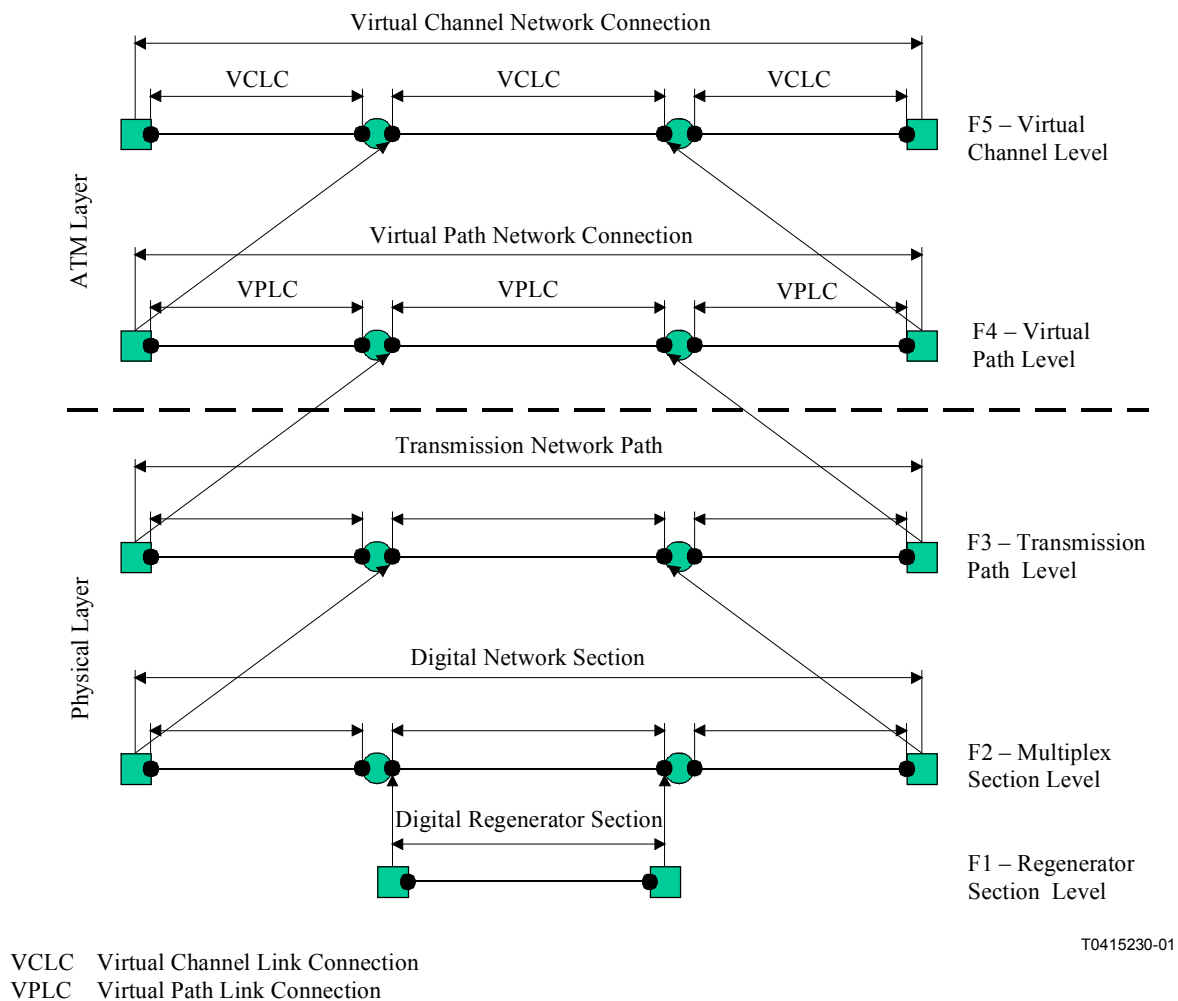 Virtual Channel Network Connection
VCLC VCLC VCLC
F5 – Virtual
Channel Level
ATM Layer
Virtual Path Network Connection
VPLC VPLC VPLC
F4 – Virtual
Path Level
Transmission Network Path
F3 – Transmission
Path Level
Physical Layer
Digital Network Section
F2 – Multiplex
Section Level
Digital Regenerator Section
F1 – Regenerator
Section Level
T0415230-01
VCLC Virtual Channel Link Connection
VPLC Virtual Path Link Connection